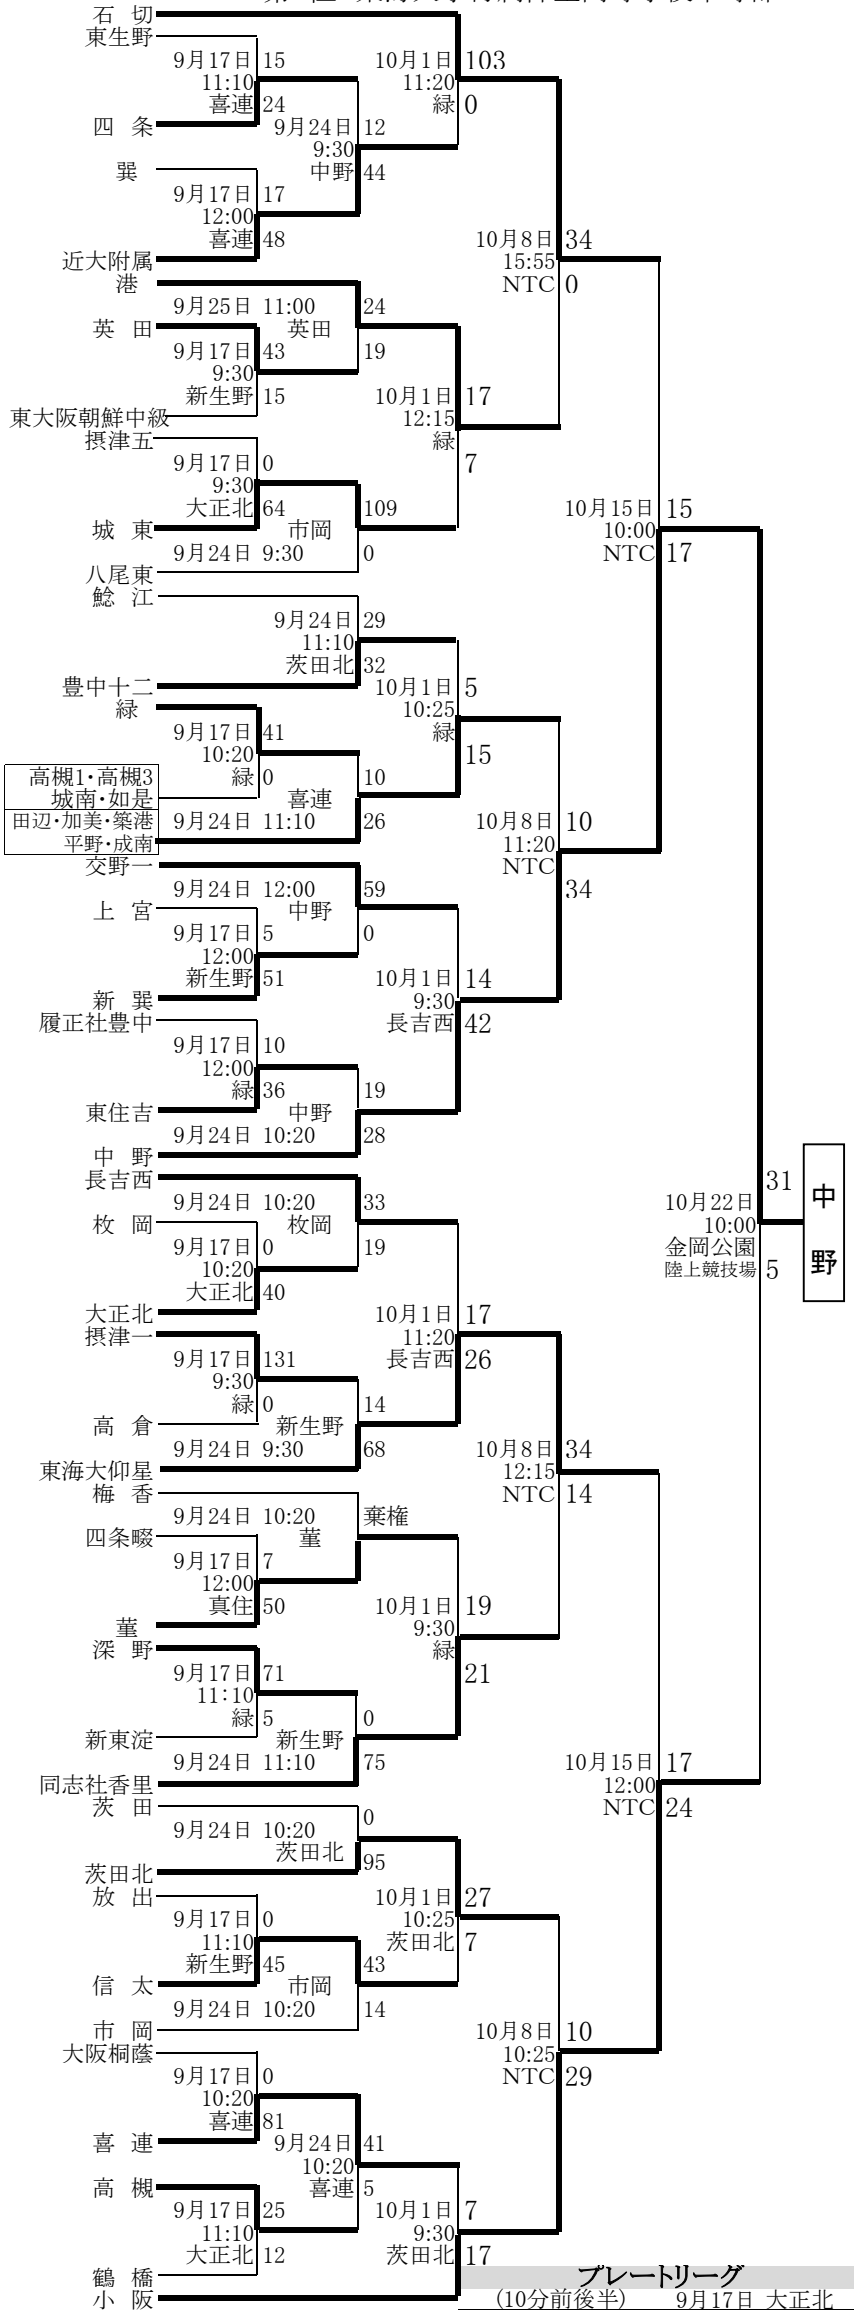 石 切
東生野
9月17日 15
11:10
喜連 24
四 条
10月1日 103
11:20
緑 0
9月24日 12
9:30
中野 44
巽
9月17日 17
12:00
喜連 48
近大附属
10月8日 34
15:55
NTC 0
港
9月25日 11:00 24
英 田
英田
9月17日 43
19
9:30
新生野 15
東大阪朝鮮中級
10月1日 17
12:15
緑
7
摂津五
9月17日 0
9:30
大正北 64
109
城 東
市岡
9月24日 9:30 0
八尾東
10月15日 15
10:00
NTC 17
鯰 江
9月24日 29
11:10
茨田北 32
豊中十二
10月1日 5
10:25
緑
15
緑
9月17日 41
10:20
緑 0
高槻1・高槻3
城南・如是
10
喜連
田辺・加美・築港
平野・成南
9月24日 11:10 26
10月8日 10
11:20
NTC
34
交野一
9月24日 12:00 59
上 宮
中野
9月17日 5
0
12:00
新生野 51
新 巽
10月1日 14
9:30
長吉西 42
履正社豊中
9月17日 10
12:00
緑 36
19
東住吉
中野
9月24日 10:20 28
中 野
長吉西
9月24日 10:20 33
枚 岡
枚岡
9月17日 0
19
10:20
大正北 40
大正北
31
10月22日
10:00
金岡公園
陸上競技場 5
中
野
10月1日 17
11:20
長吉西 26
摂津一
9月17日 131
9:30
緑 0
14
高 倉
新生野
9月24日 9:30 68
東海大仰星
10月8日 34
12:15
NTC 14
梅 香
9月24日 10:20 棄権
四条畷
菫
9月17日 7
12:00
真住 50
菫
10月1日 19
9:30
緑
21
深 野
9月17日 71
11:10
緑 5
0
新東淀
新生野
9月24日 11:10 75
同志社香里
10月15日 17
12:00
NTC 24
茨 田
0
9月24日 10:20
茨田北
95
茨田北
10月1日 27
10:25
茨田北 7
放 出
9月17日 0
11:10
新生野 45
43
信 太
市岡
9月24日 10:20 14
市 岡
10月8日 10
10:25
NTC 29
大阪桐蔭
9月17日 0
10:20
喜連 81
喜 連
9月24日 41
10:20
喜連 5
高 槻
9月17日 25
11:10
大正北 12
鶴 橋
10月1日 7
9:30
茨田北 17
小 阪
プレートリーグ
(10分前後半) 9月17日 大正北